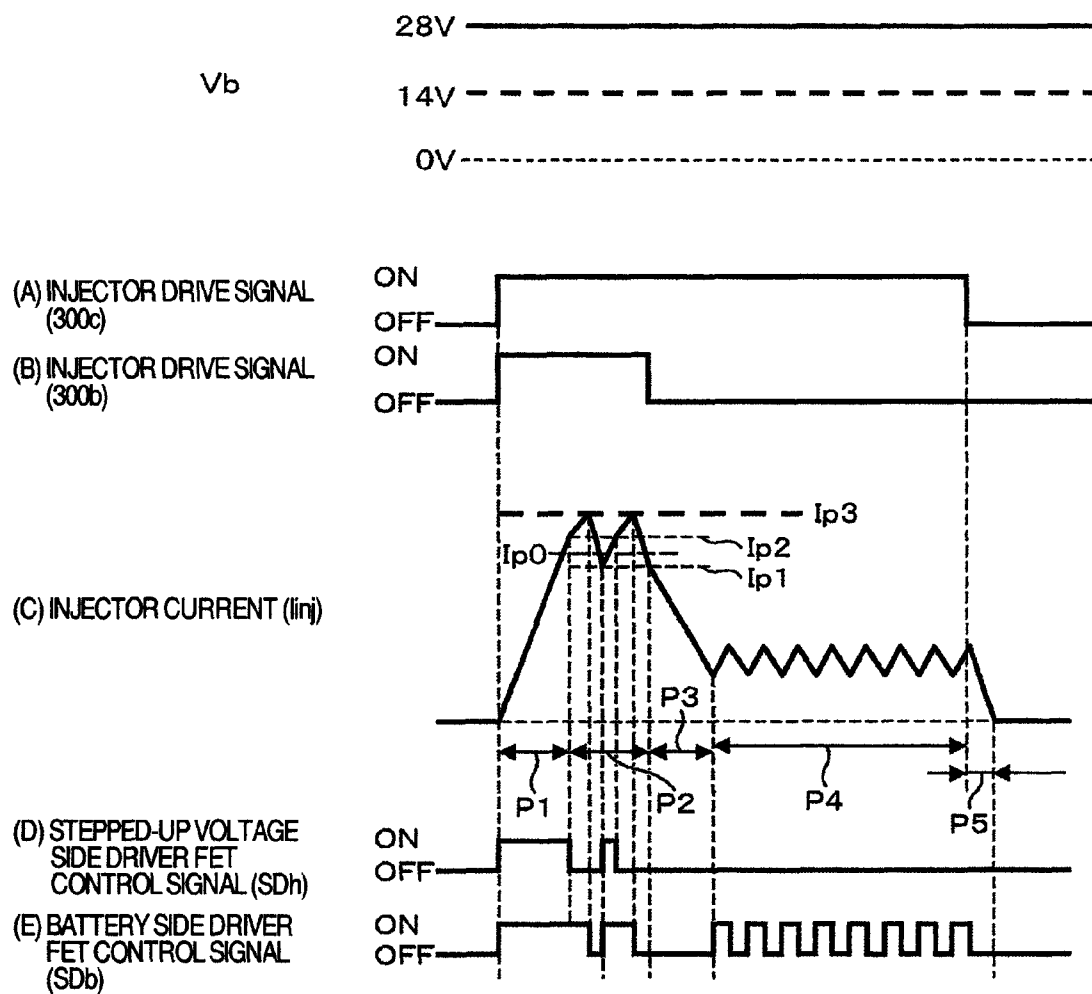 28V
Vb
14V
0V
(A) INJECTOR DRIVE SIGNAL
(300c)
ON
OFF
(B) INJECTOR DRIVE SIGNAL
(300b)
ON
OFF
Ip3
Ip0
Ip2
Ip1
(C) INJECTOR CURRENT (Iinj)
P3
P1
P2
P4
P5
(D) STEPPED-UP VOLTAGE
SIDE DRIVER FET
CONTROL SIGNAL (SDh)
ON
OFF
(E) BATTERY SIDE DRIVER
FET CONTROL SIGNAL
(SDb)
ON
OFF